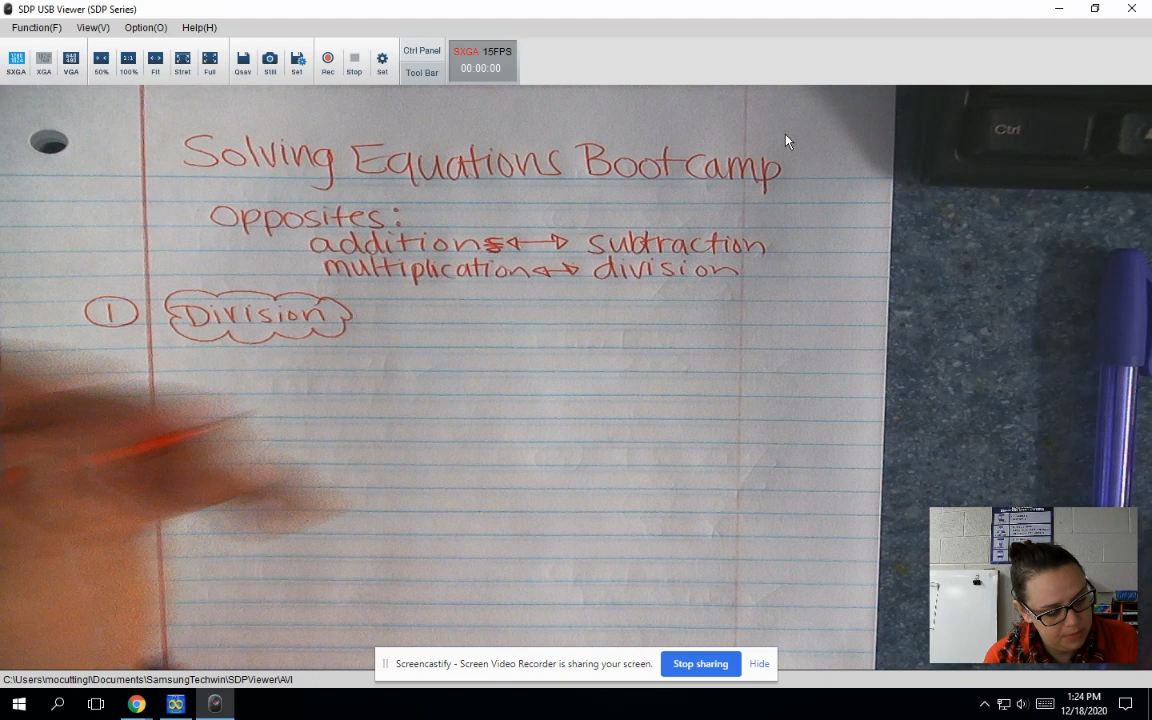 SDP USB Viewer (SDP Series)
Function(F) View(V) Option(O) Help(H)
SXGA XGA VGA 50% 100% Fit Stret Full Qsav Still Set Rec Stop Set
Ctrl Panel
Tool Bar
SXGA 15FPS
00:00:00
Solving Equations Bootcamp
Opposites:
addition ↔ subtraction
multiplication ↔ division
① Division
Ctrl
Screencastify - Screen Video Recorder is sharing your screen.
Stop sharing
Hide
C:\Users\mocuttingl\Documents\SamsungTechwin\SDPViewer\AVI
1:24 PM
12/18/2020